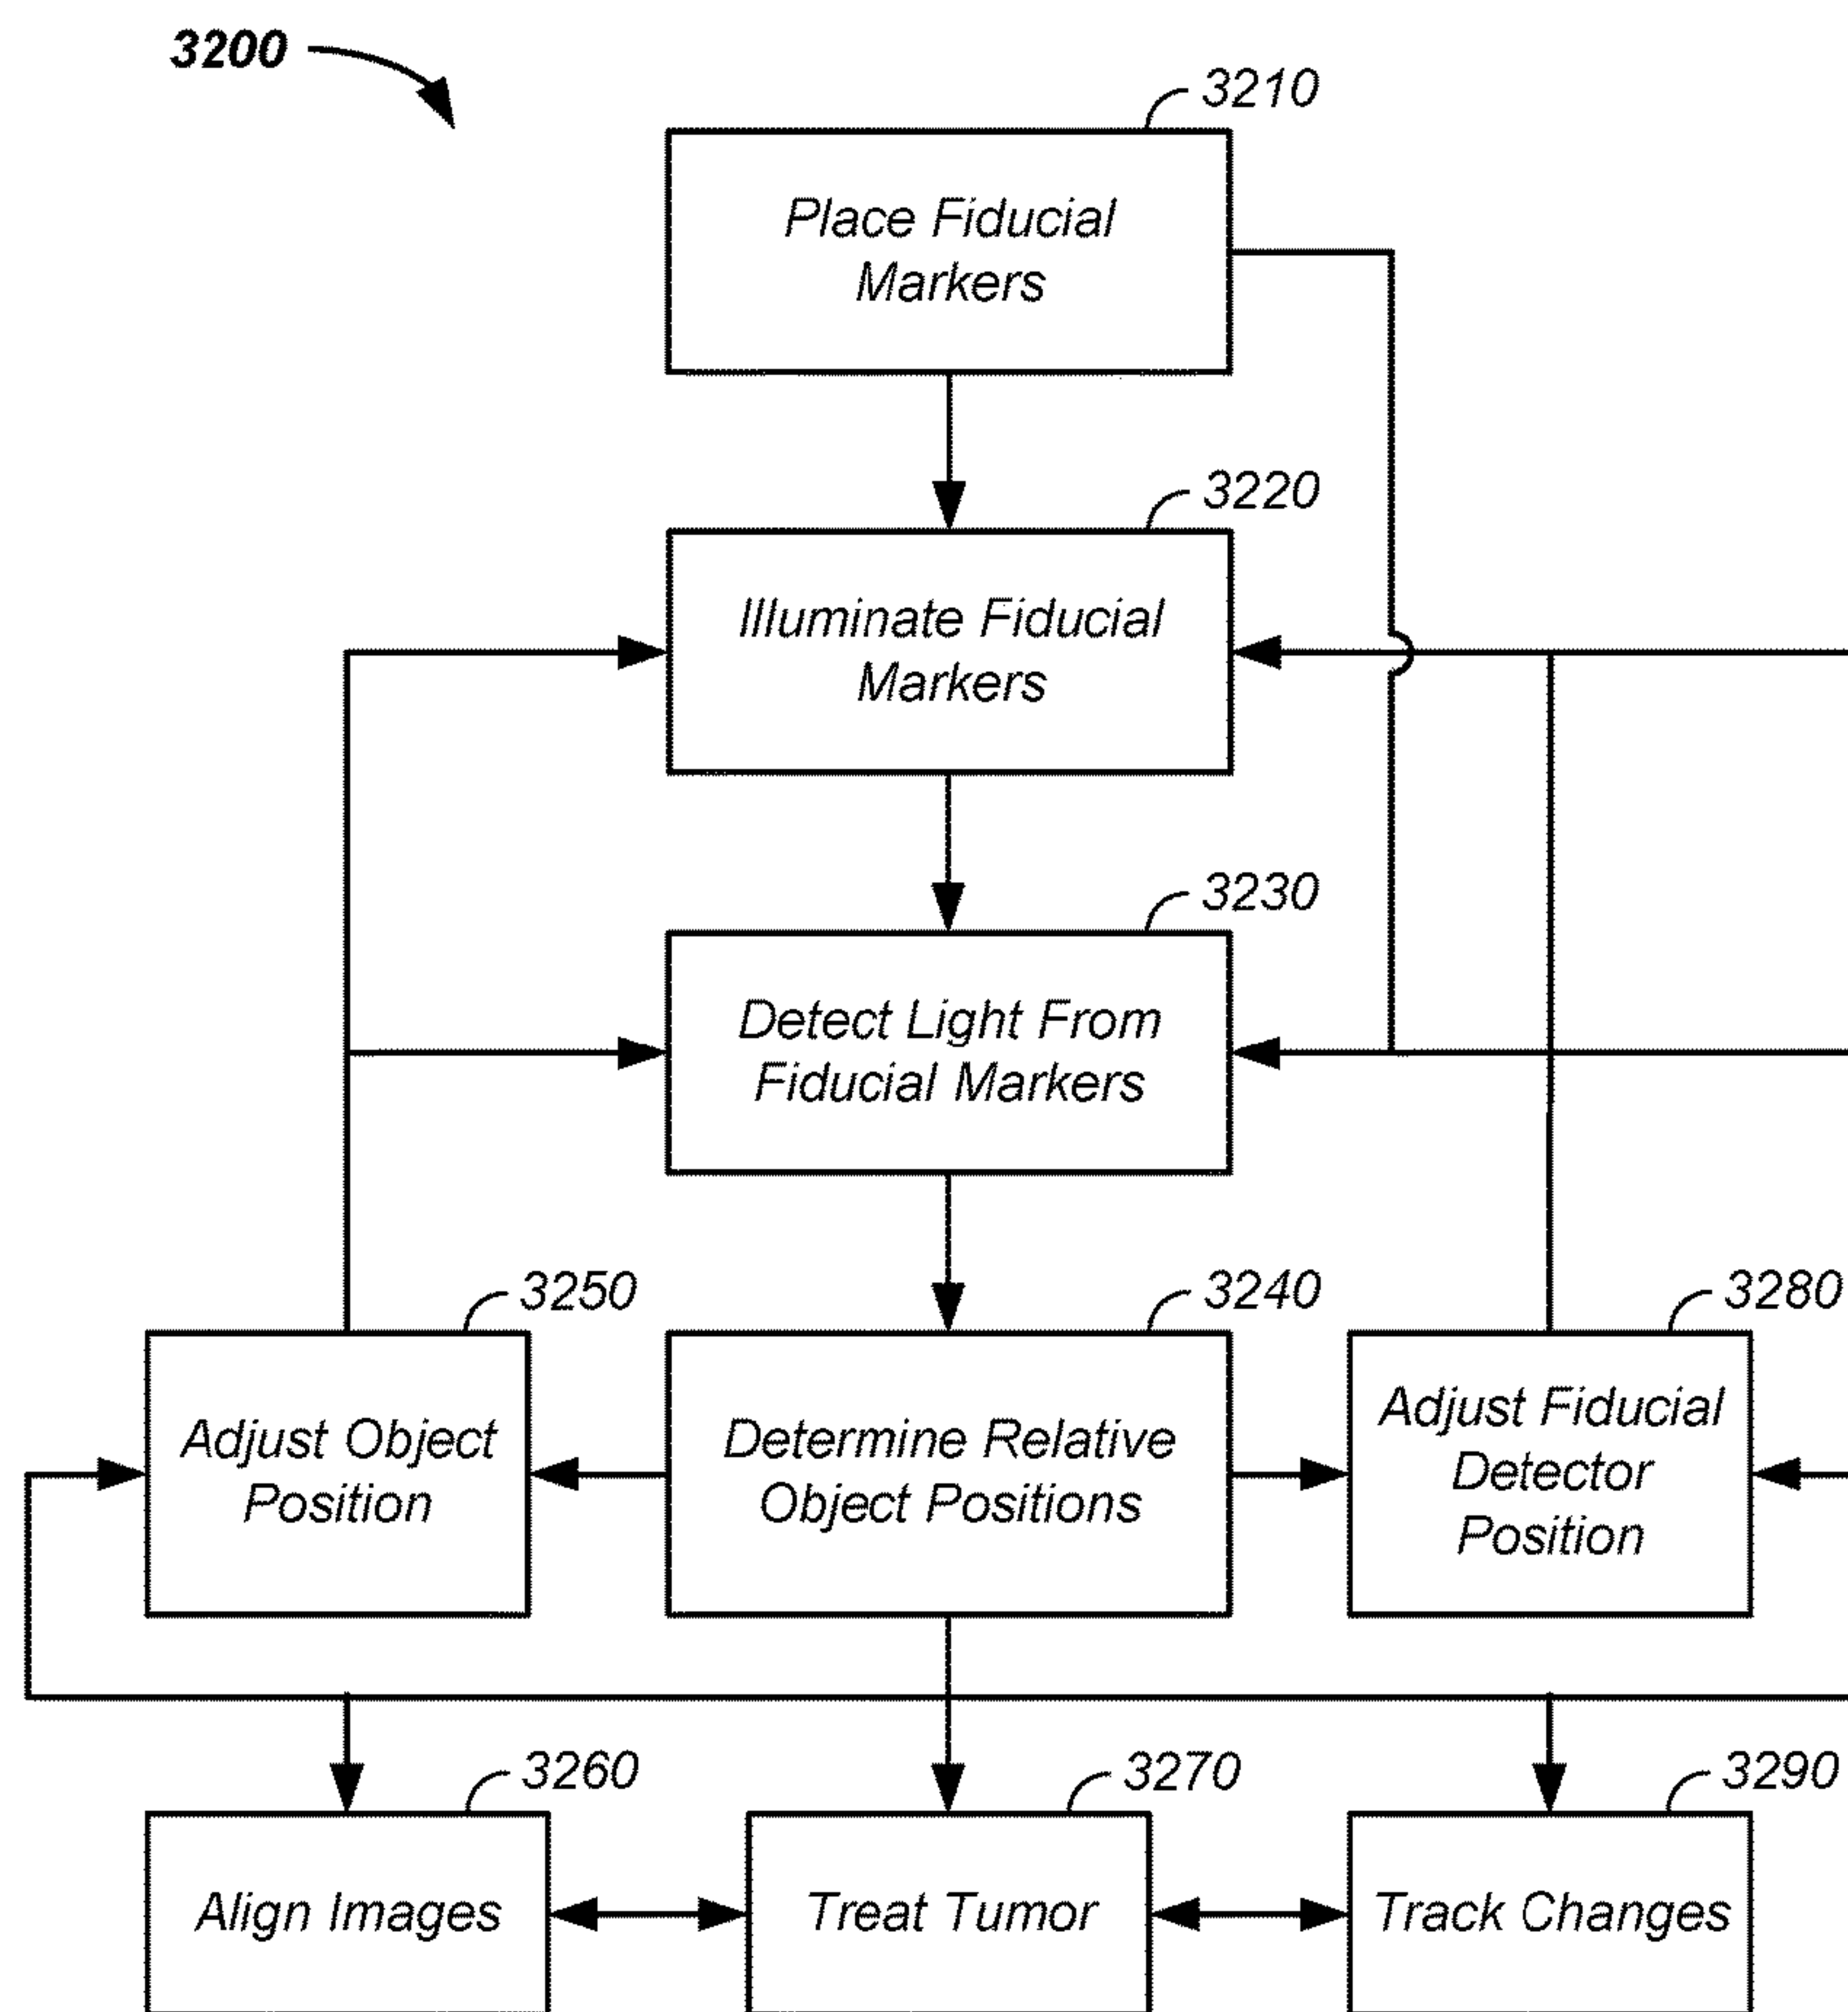 3200
3210
Place Fiducial
Markers
3220
Illuminate Fiducial
Markers
3230
Detect Light From
Fiducial Markers
3250
3240
3280
Adjust Object
Position
Determine Relative
Object Positions
Adjust Fiducial
Detector
Position
3260
3270
3290
Align Images
Treat Tumor
Track Changes